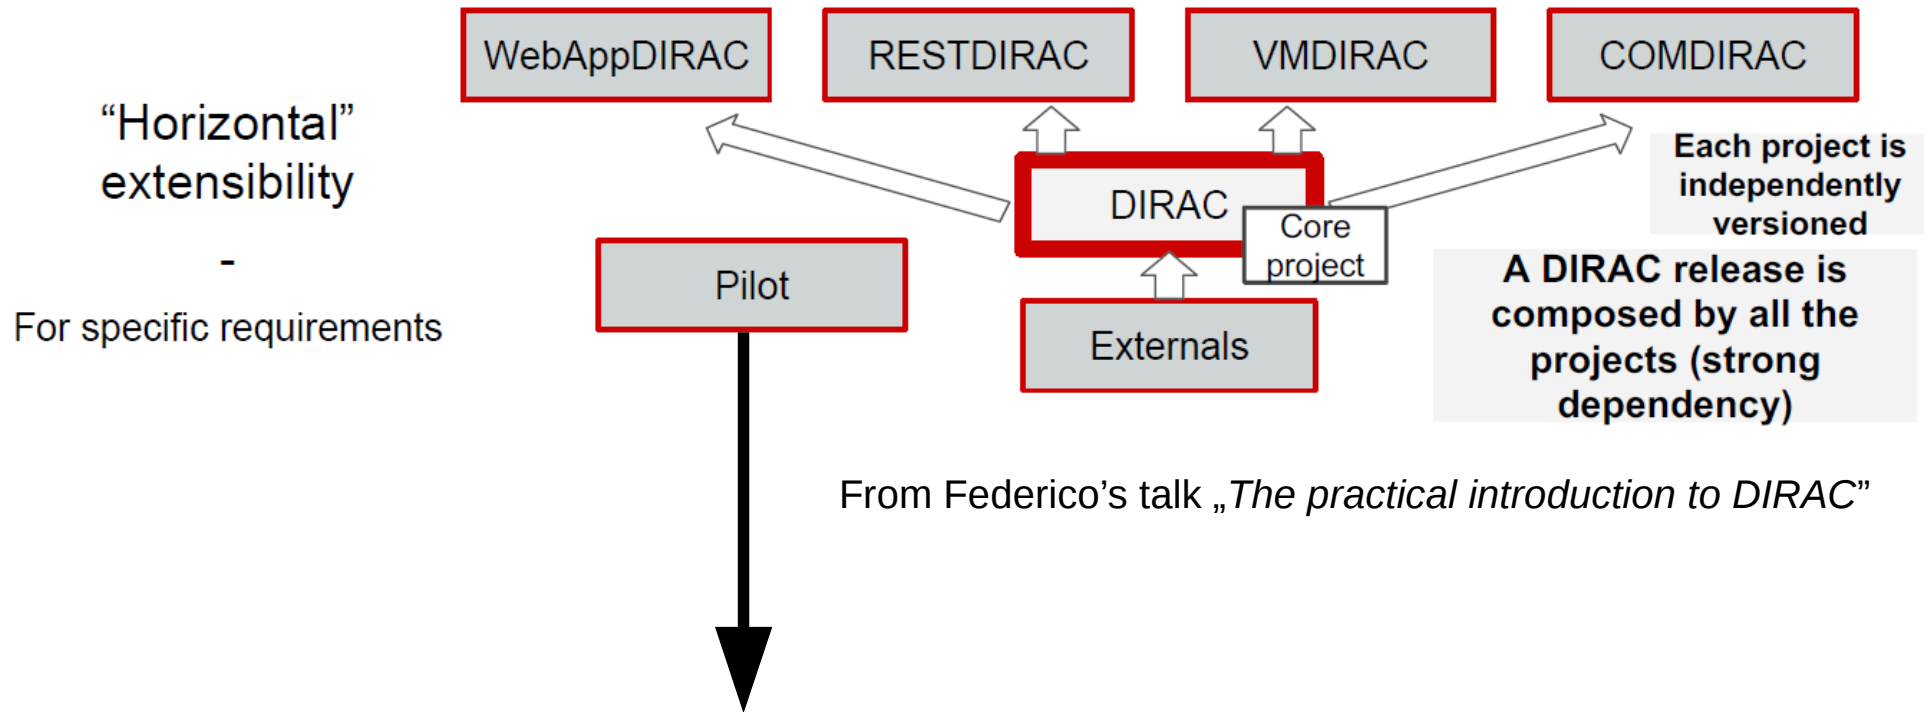 WebAppDIRAC
RESTDIRAC
VMDIRAC
COMDIRAC
“Horizontal”
extensibility
-
For specific requirements
DIRAC
Core
project
Pilot
Externals
Each project is
independently
versioned
A DIRAC release is
composed by all the
projects (strong
dependency)
From Federico’s talk „The practical introduction to DIRAC”